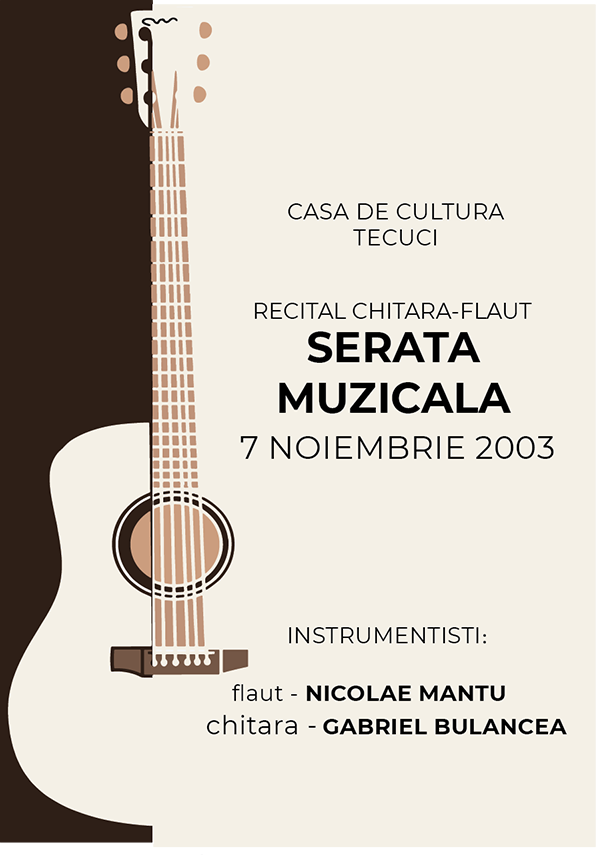 CASA DE CULTURA
TECUCI
RECITAL CHITARA-FLAUT
SERATA
MUZICALA
7 NOIEMBRIE 2003
INSTRUMENTISTI:
flaut - NICOLAE MANTU
chitara - GABRIEL BULANCEA